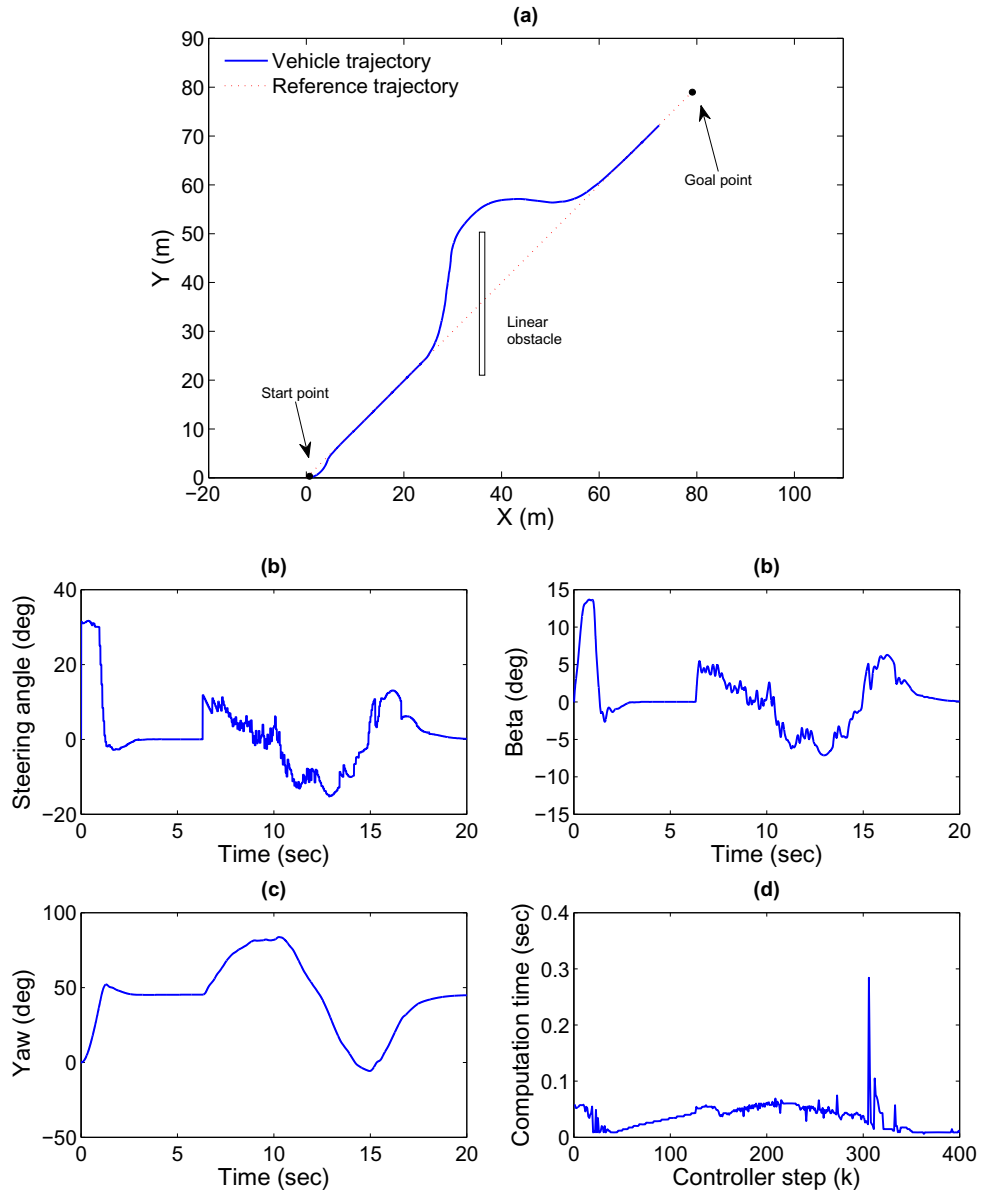 (a)
90
80
70
60
50
40
30
20
10
0
−20
0
20
40
60
80
100
Y (m)
X (m)
Vehicle trajectory
Reference trajectory
Goal point
Linear
obstacle
Start point
(b)
40
20
0
−20
0
5
10
15
20
Steering angle (deg)
Time (sec)
(b)
15
10
5
0
−5
−10
−15
0
5
10
15
20
Beta (deg)
Time (sec)
(c)
100
50
0
−50
0
5
10
15
20
Yaw (deg)
Time (sec)
(d)
0.4
0.3
0.2
0.1
0
0
100
200
300
400
Computation time (sec)
Controller step (k)